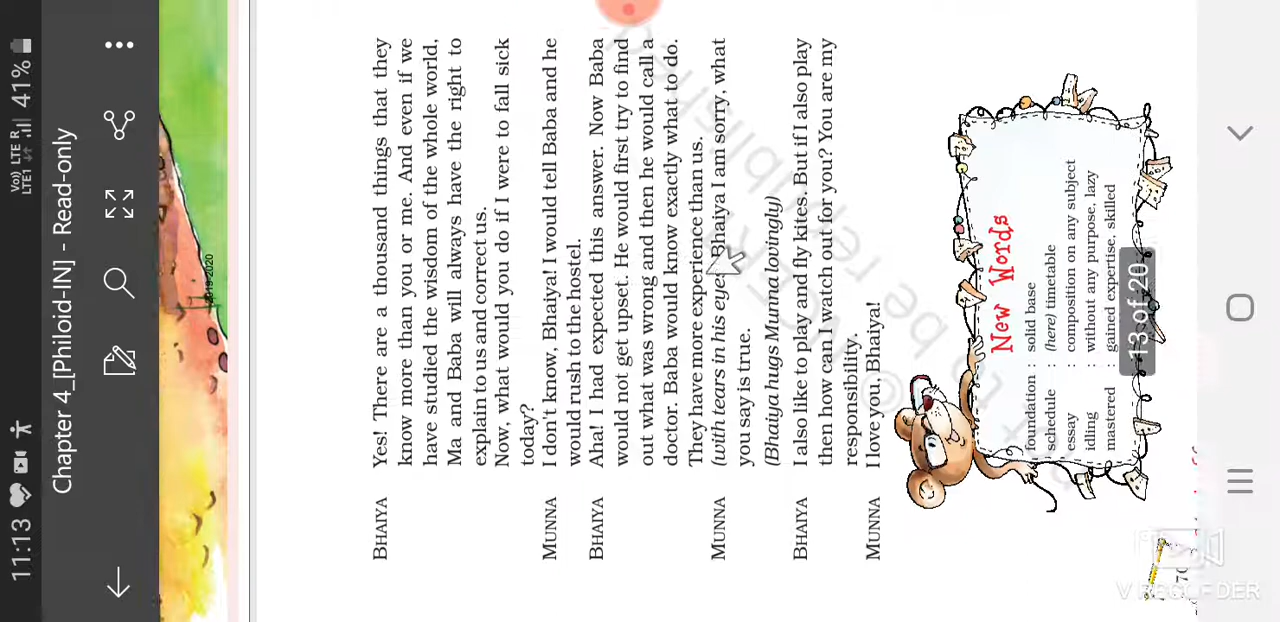 11:13
Vo)) LTE R
LTE1
41%
Chapter 4_[Philoid-IN] - Read-only
2019-2020
BHAIYA Yes! There are a thousand things that they
know more than you or me. And even if we
have studied the wisdom of the whole world,
Ma and Baba will always have the right to
explain to us and correct us.
Now, what would you do if I were to fall sick
today?
MUNNA I don't know, Bhaiya! I would tell Baba and he
would rush to the hostel.
BHAIYA Aha! I had expected this answer. Now Baba
would not get upset. He would first try to find
out what was wrong and then he would call a
doctor. Baba would know exactly what to do.
They have more experience than us.
MUNNA (with tears in his eyes) Bhaiya I am sorry, what
you say is true.
(Bhaiya hugs Munna lovingly)
BHAIYA I also like to play and fly kites. But if I also play
then how can I watch out for you? You are my
responsibility.
MUNNA I love you, Bhaiya!
New Words
foundation : solid base
schedule : (here) timetable
essay : composition on any subject
idling : without any purpose, lazy
mastered : gained expertise, skilled
13 of 20
70